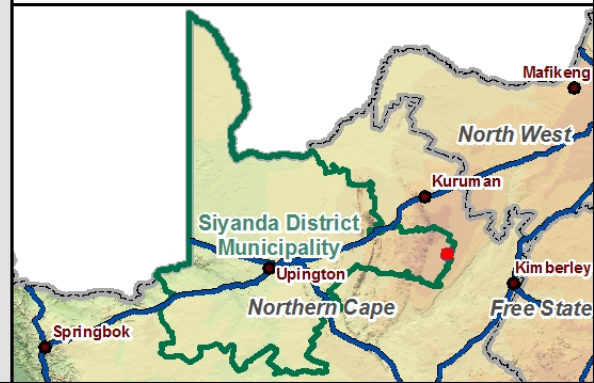 Mafikeng
North West
Kuruman
Siyanda District
Municipality
Upington
Kimberley
Northern Cape
Free State
Springbok